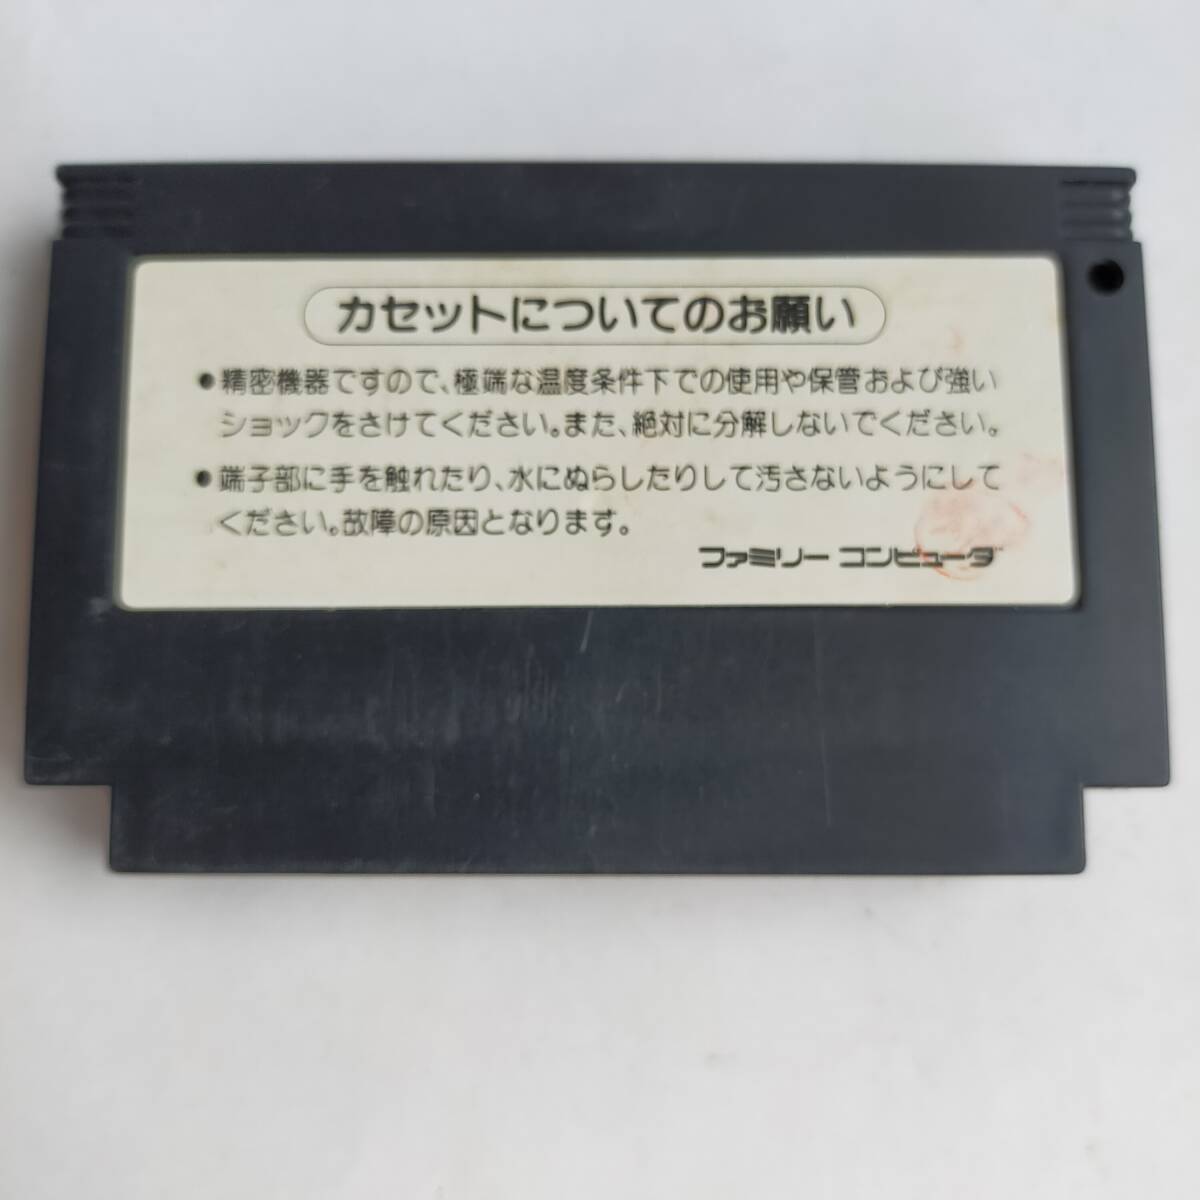 カセットについてのお願い
●精密機器ですので、極端な温度条件下での使用や保管および強い
ショックをさけてください。また、絶対に分解しないでください。
●端子部に手を触れたり、水にぬらしたりして汚さないようにして
ください。故障の原因となります。
ファミリー コンピュータ